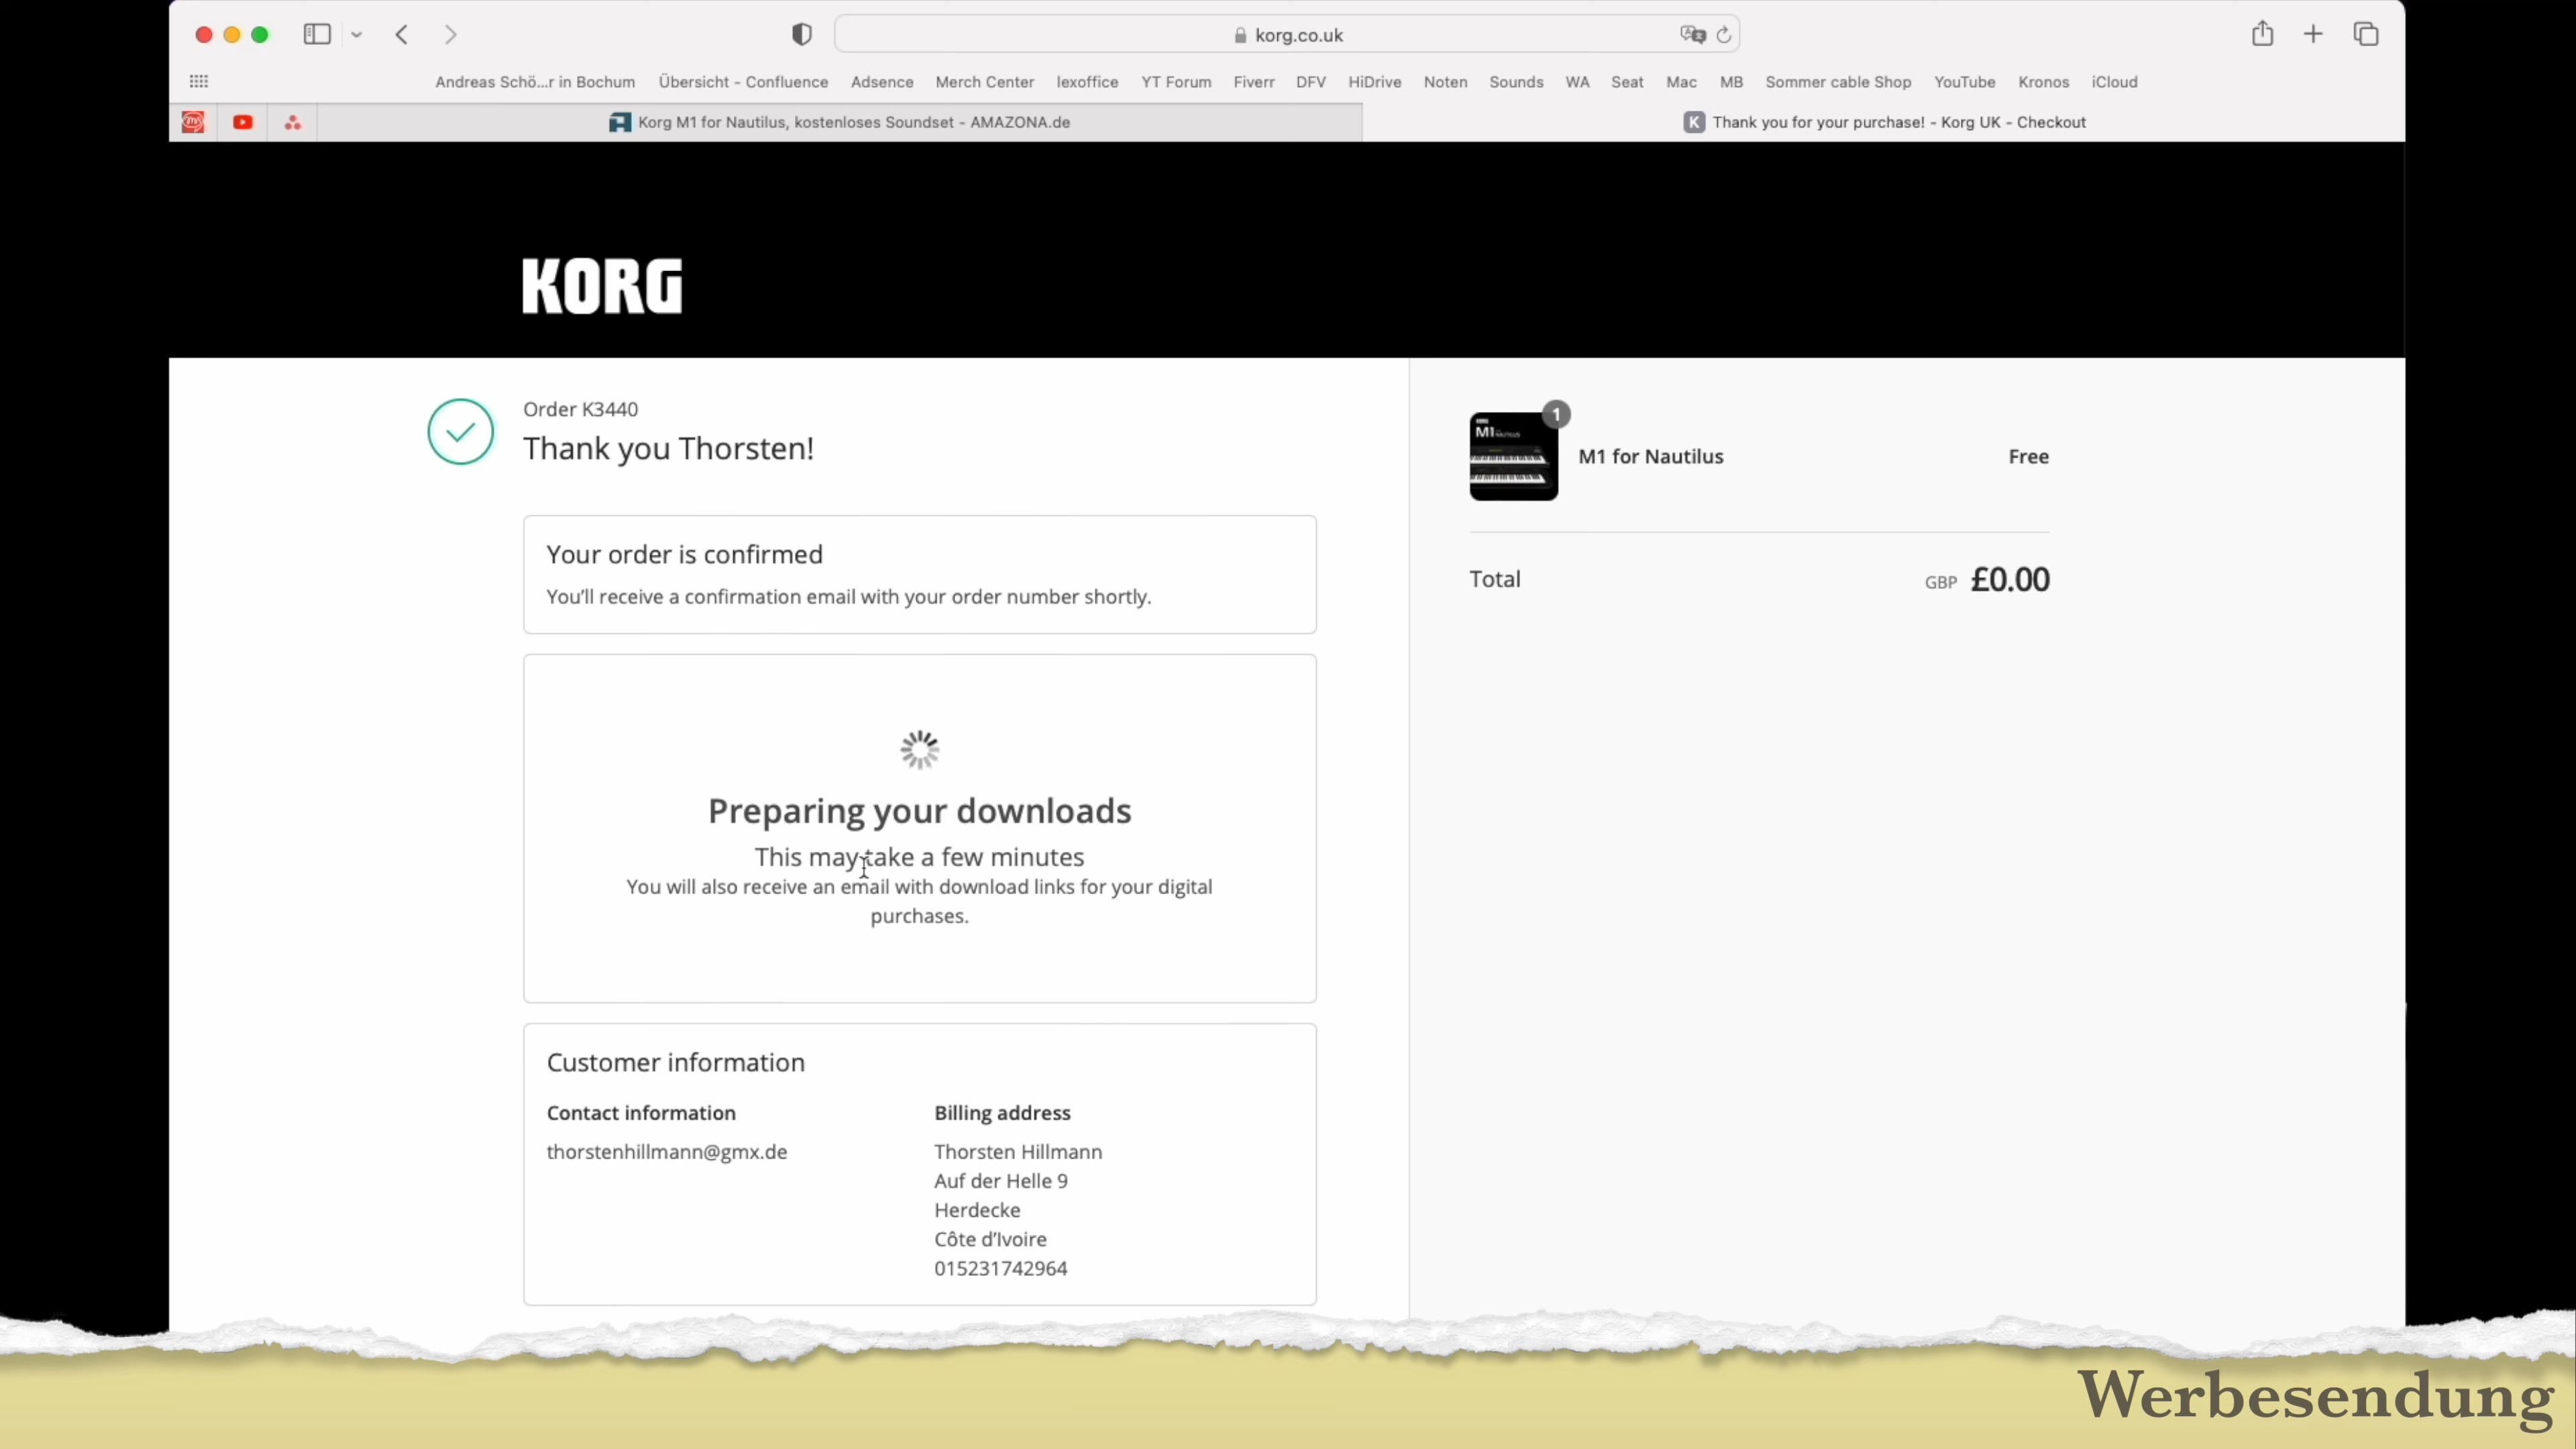 korg.co.uk
Andreas Schö...r in Bochum Übersicht - Confluence Adsence Merch Center lexoffice YT Forum Fiverr DFV HiDrive Noten Sounds WA Seat Mac MB Sommer cable Shop YouTube Kronos iCloud
Korg M1 for Nautilus, kostenloses Soundset - AMAZONA.de
K Thank you for your purchase! - Korg UK - Checkout
KORG
Order K3440
Thank you Thorsten!
Your order is confirmed
You'll receive a confirmation email with your order number shortly.
Preparing your downloads
This may take a few minutes
You will also receive an email with download links for your digital
purchases.
Customer information
Contact information
thorstenhillmann@gmx.de
Billing address
Thorsten Hillmann
Auf der Helle 9
Herdecke
Côte d'Ivoire
015231742964
1
M1
M1 for Nautilus Free
Total GBP £0.00
Werbesendung